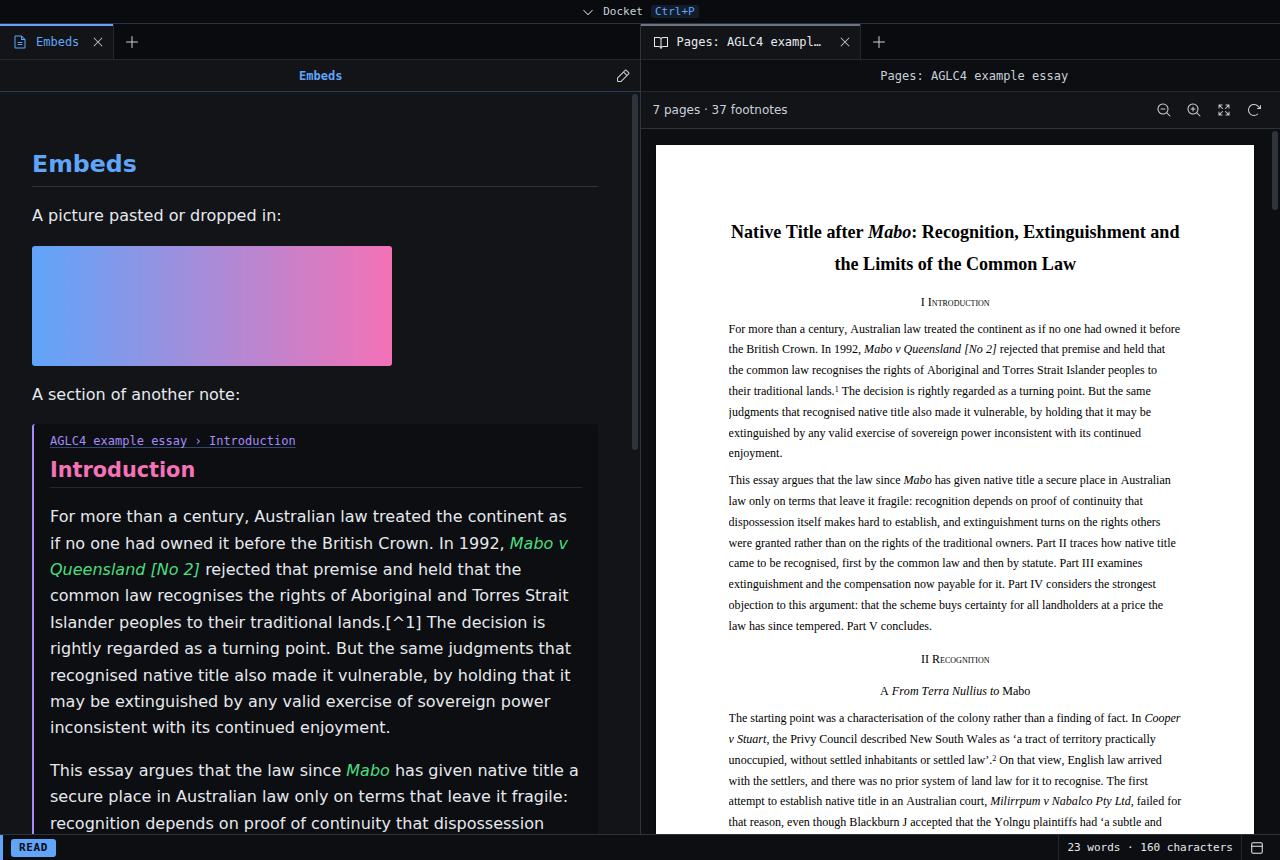 Docket Ctrl+P
Embeds
Pages: AGLC4 exampl…
Embeds
Pages: AGLC4 example essay
7 pages · 37 footnotes
Embeds
A picture pasted or dropped in:
A section of another note:
AGLC4 example essay › Introduction
Introduction
For more than a century, Australian law treated the continent as
if no one had owned it before the British Crown. In 1992, Mabo v
Queensland [No 2] rejected that premise and held that the
common law recognises the rights of Aboriginal and Torres Strait
Islander peoples to their traditional lands.[^1] The decision is
rightly regarded as a turning point. But the same judgments that
recognised native title also made it vulnerable, by holding that it
may be extinguished by any valid exercise of sovereign power
inconsistent with its continued enjoyment.
This essay argues that the law since Mabo has given native title a
secure place in Australian law only on terms that leave it fragile:
recognition depends on proof of continuity that dispossession
Native Title after Mabo: Recognition, Extinguishment and
the Limits of the Common Law
I Introduction
For more than a century, Australian law treated the continent as if no one had owned it before
the British Crown. In 1992, Mabo v Queensland [No 2] rejected that premise and held that
the common law recognises the rights of Aboriginal and Torres Strait Islander peoples to
their traditional lands.1 The decision is rightly regarded as a turning point. But the same
judgments that recognised native title also made it vulnerable, by holding that it may be
extinguished by any valid exercise of sovereign power inconsistent with its continued
enjoyment.
This essay argues that the law since Mabo has given native title a secure place in Australian
law only on terms that leave it fragile: recognition depends on proof of continuity that
dispossession itself makes hard to establish, and extinguishment turns on the rights others
were granted rather than on the rights of the traditional owners. Part II traces how native title
came to be recognised, first by the common law and then by statute. Part III examines
extinguishment and the compensation now payable for it. Part IV considers the strongest
objection to this argument: that the scheme buys certainty for all landholders at a price the
law has since tempered. Part V concludes.
II Recognition
A From Terra Nullius to Mabo
The starting point was a characterisation of the colony rather than a finding of fact. In Cooper
v Stuart, the Privy Council described New South Wales as ‘a tract of territory practically
unoccupied, without settled inhabitants or settled law’.2 On that view, English law arrived
with the settlers, and there was no prior system of land law for it to recognise. The first
attempt to establish native title in an Australian court, Milirrpum v Nabalco Pty Ltd, failed for
that reason, even though Blackburn J accepted that the Yolngu plaintiffs had ‘a subtle and
READ
23 words · 160 characters